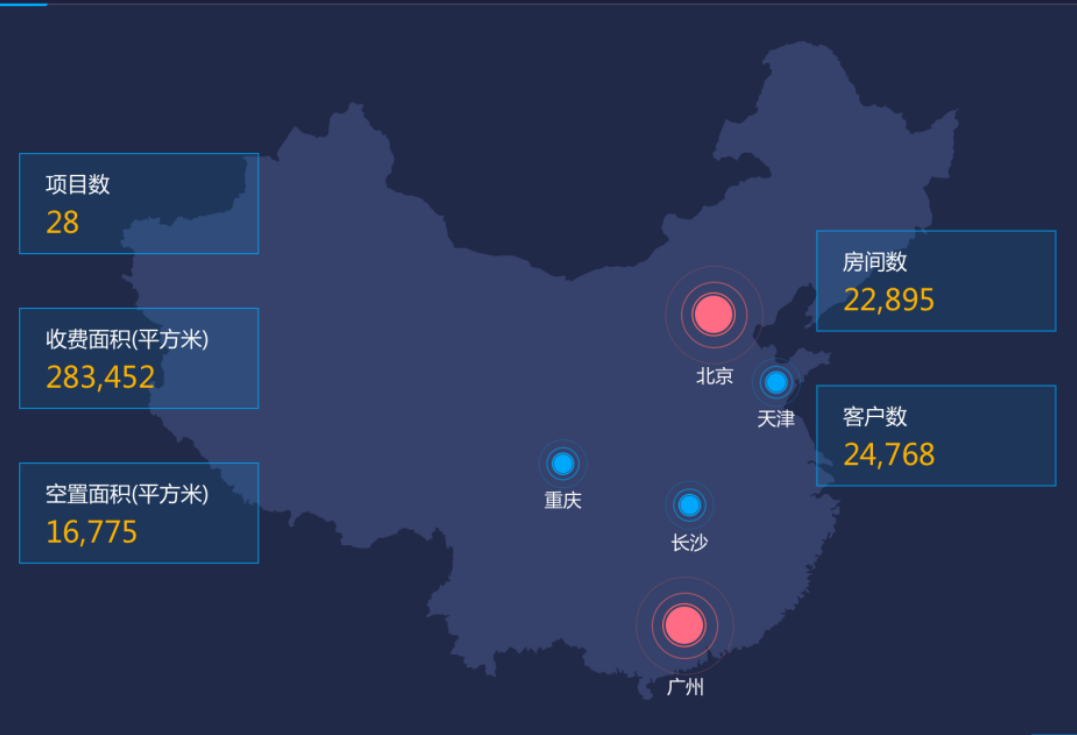 项目数
28
收费面积(平方米)
283,452
空置面积(平方米)
16,775
北京
天津
重庆
长沙
广州
房间数
22,895
客户数
24,768